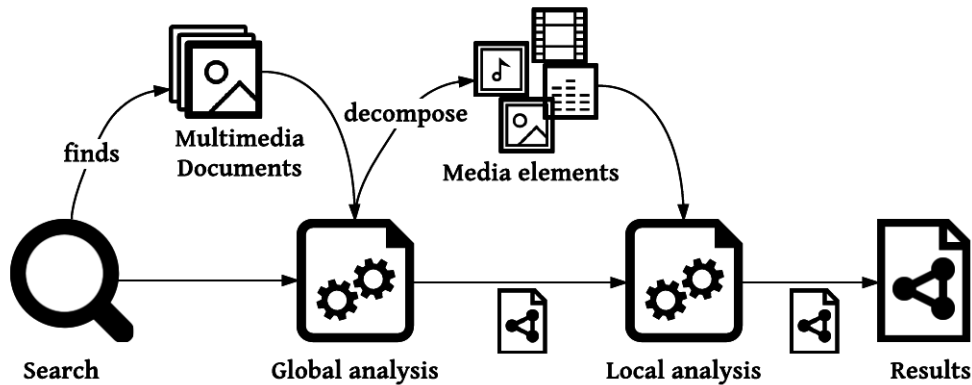 decompose
finds
Multimedia
Documents
Media elements
Search
Global analysis
Local analysis
Results